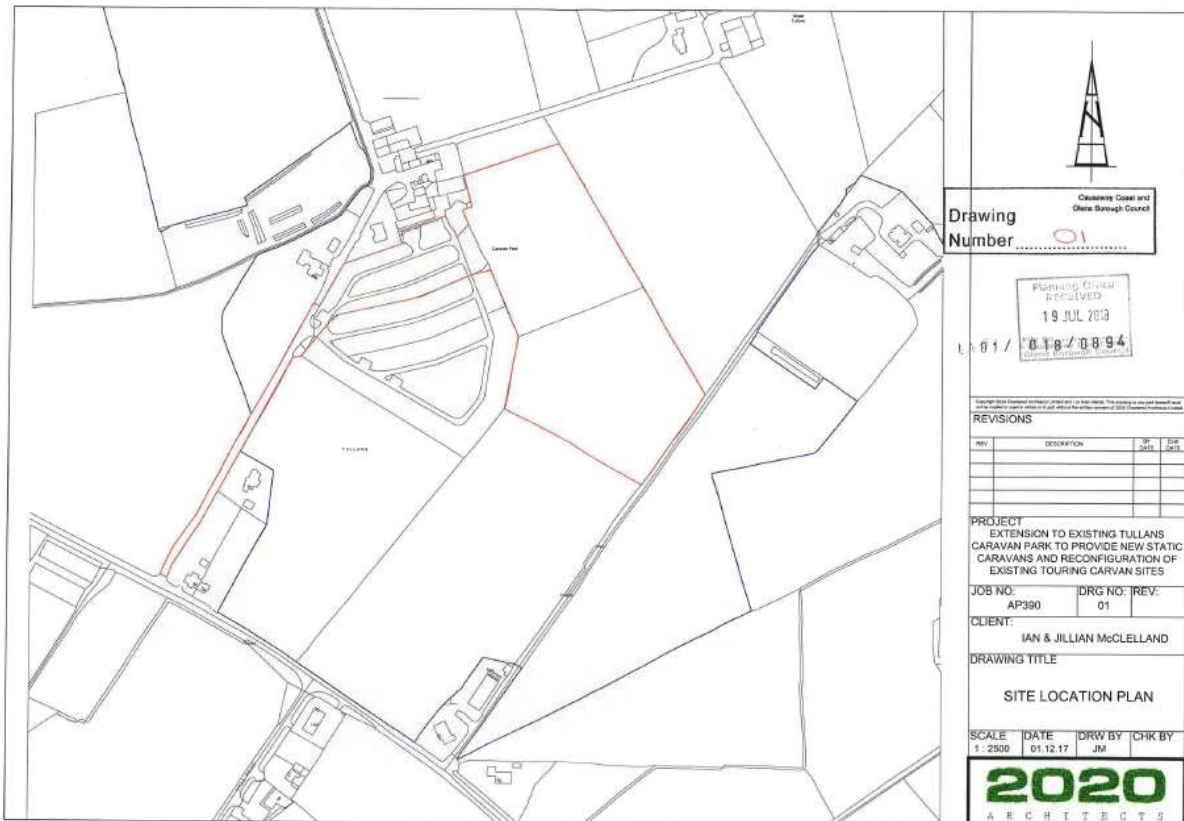 Caravan Park
TULLANS
Causeway Coast and
Glens Borough Council
Drawing
Number
01
Planning Office
RECEIVED
19 JUL 2018
Glens Borough Council
REVISIONS
REV
DESCRIPTION
BY
DATE
CHK
DATE
PROJECT
EXTENSION TO EXISTING TULLANS
CARAVAN PARK TO PROVIDE NEW STATIC
CARAVANS AND RECONFIGURATION OF
EXISTING TOURING CARVAN SITES
JOB NO:
AP390
DRG NO:
01
REV:
CLIENT:
IAN & JILLIAN McCLELLAND
DRAWING TITLE
SITE LOCATION PLAN
SCALE
1 : 2500
DATE
01.12.17
DRW BY
JM
CHK BY
2020
ARCHITECTS